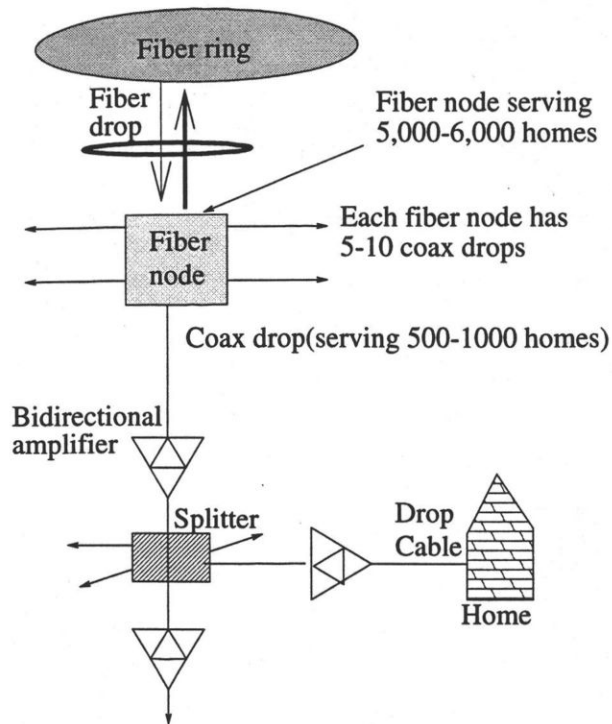 Fiber ring
Fiber
drop
Fiber node serving
5,000-6,000 homes
Fiber
node
Each fiber node has
5-10 coax drops
Coax drop(serving 500-1000 homes)
Bidirectional
amplifier
Splitter
Drop
Cable
Home